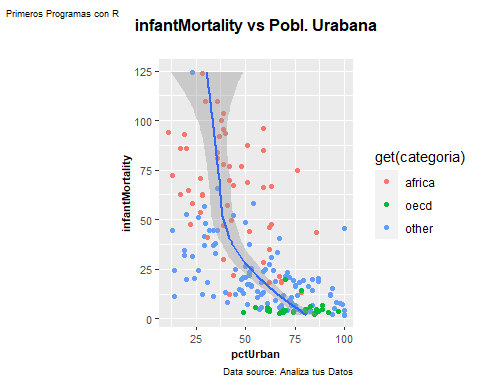 Primeros Programas con R
infantMortality vs Pobl. Urabana
infantMortality
125
100
75
50
25
0
25
50
75
100
pctUrban
get(categoria)
africa
oecd
other
Data source: Analiza tus Datos